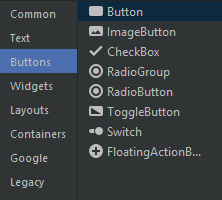 Common
Text
Buttons
Widgets
Layouts
Containers
Google
Legacy
Button
ImageButton
CheckBox
RadioGroup
RadioButton
ToggleButton
Switch
FloatingActionB...